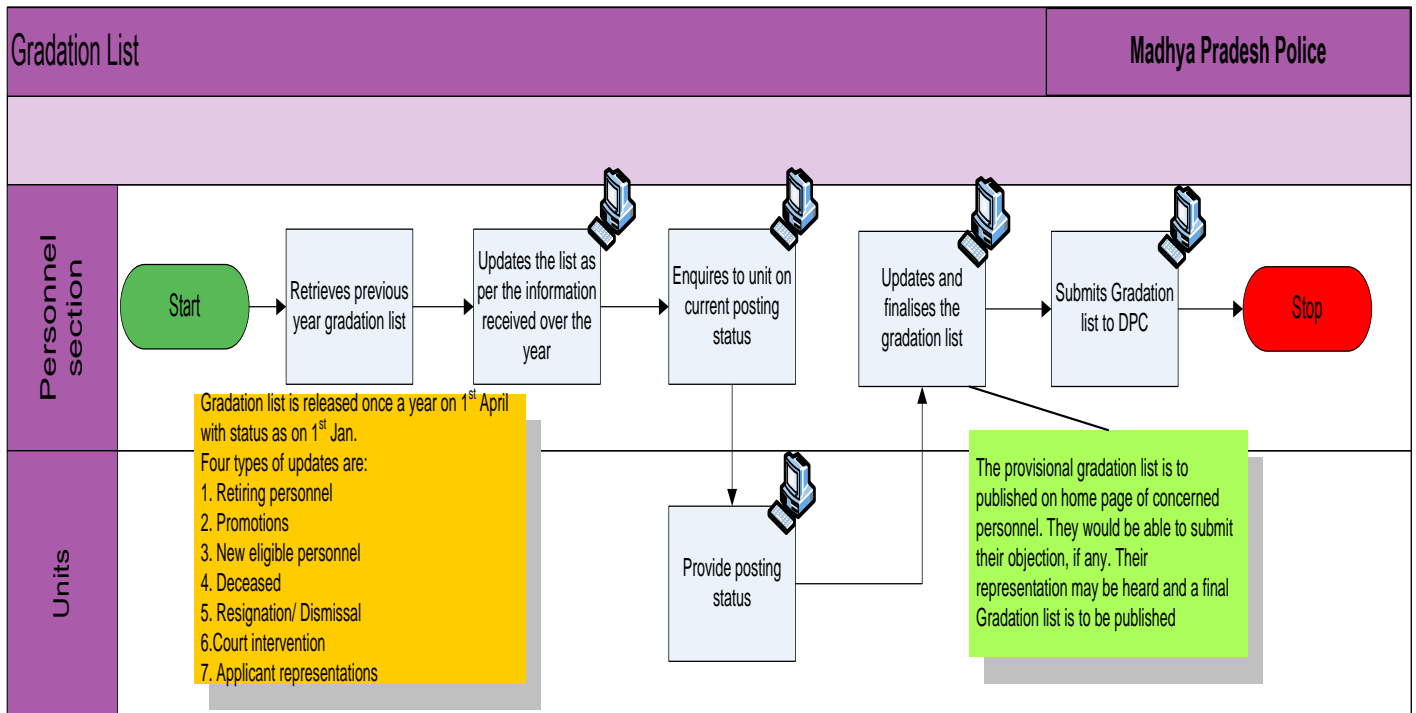 Gradation List
Madhya Pradesh Police
Personnel
section
Start
Retrieves previous
year gradation list
Updates the list as
per the information
received over the
year
Enquires to unit on
current posting
status
Updates and
finalises the
gradation list
Submits Gradation
list to DPC
Stop
Gradation list is released once a year on 1st April
with status as on 1st Jan.
Four types of updates are:
1. Retiring personnel
2. Promotions
3. New eligible personnel
4. Deceased
5. Resignation/ Dismissal
6.Court intervention
7. Applicant representations
Units
Provide posting
status
The provisional gradation list is to
published on home page of concerned
personnel. They would be able to submit
their objection, if any. Their
representation may be heard and a final
Gradation list is to be published